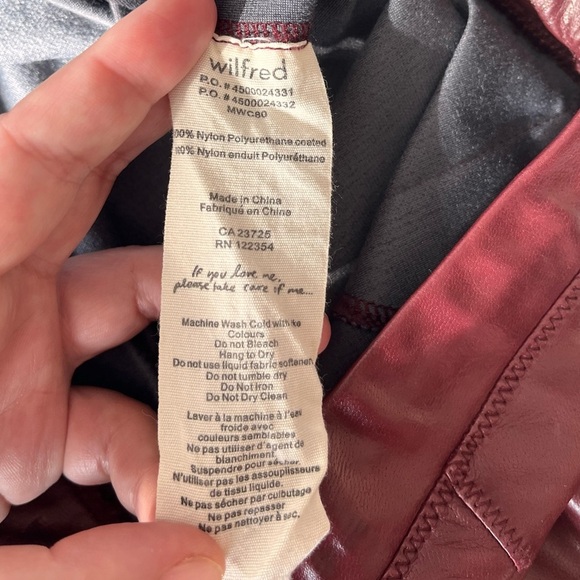 wilfred
P.O. # 4500024331
P.O. # 4500024332
MWC80
00% Nylon Polyurethane coated
00% Nylon enduit Polyuréthane
Made in China
Fabriqué en China
CA 23725
RN 122354
If you love me,
please take care if me...
Machine Wash Cold with like
Colours
Do not Bleach
Hang to Dry
Do not use liquid fabric softener
Do not tumble dry
Do Not Iron
Do Not Dry Clean
Laver à la machine à l'eau
froide avec
couleurs semblables
Ne pas utiliser d'agent de
blanchiment.
Suspendre pour sécher.
N'utiliser pas les assouplisseurs
de tissu liquide.
Ne pas sécher par culbutage
Ne pas repasser
Ne pas nettoyer à sec.